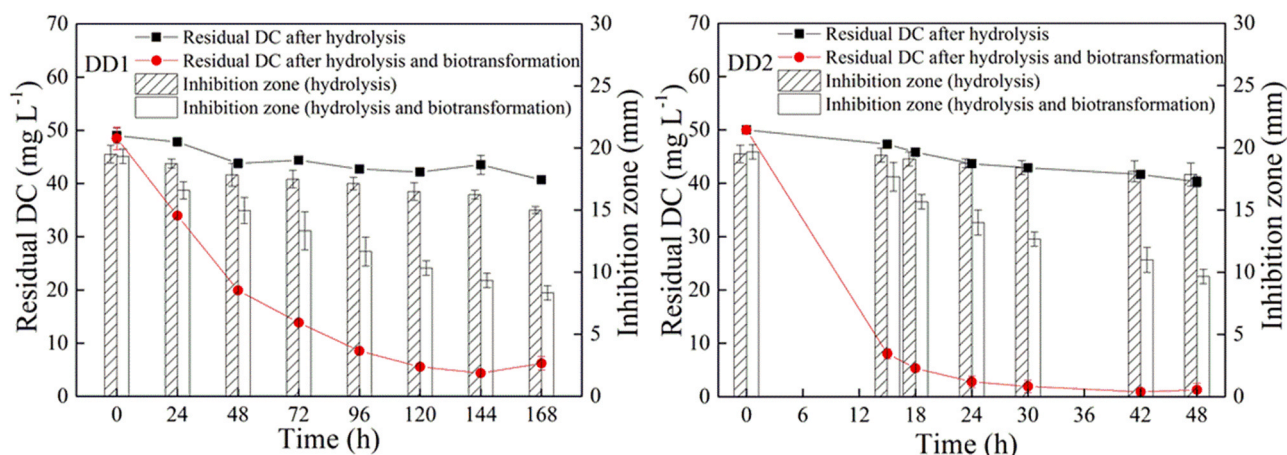 70
60
50
40
30
20
10
0
Residual DC (mg L⁻¹)
DD1
Residual DC after hydrolysis
Residual DC after hydrolysis and biotransformation
Inhibition zone (hydrolysis)
Inhibition zone (hydrolysis and biotransformation)
30
25
20
15
10
5
0
Inhibition zone (mm)
0 24 48 72 96 120 144 168
Time (h)
70
60
50
40
30
20
10
0
Residual DC (mg L⁻¹)
DD2
Residual DC after hydrolysis
Residual DC after hydrolysis and biotransformation
Inhibition zone (hydrolysis)
Inhibition zone (hydrolysis and biotransformation)
30
25
20
15
10
5
0
Inhibition zone (mm)
0 6 12 18 24 30 36 42 48
Time (h)